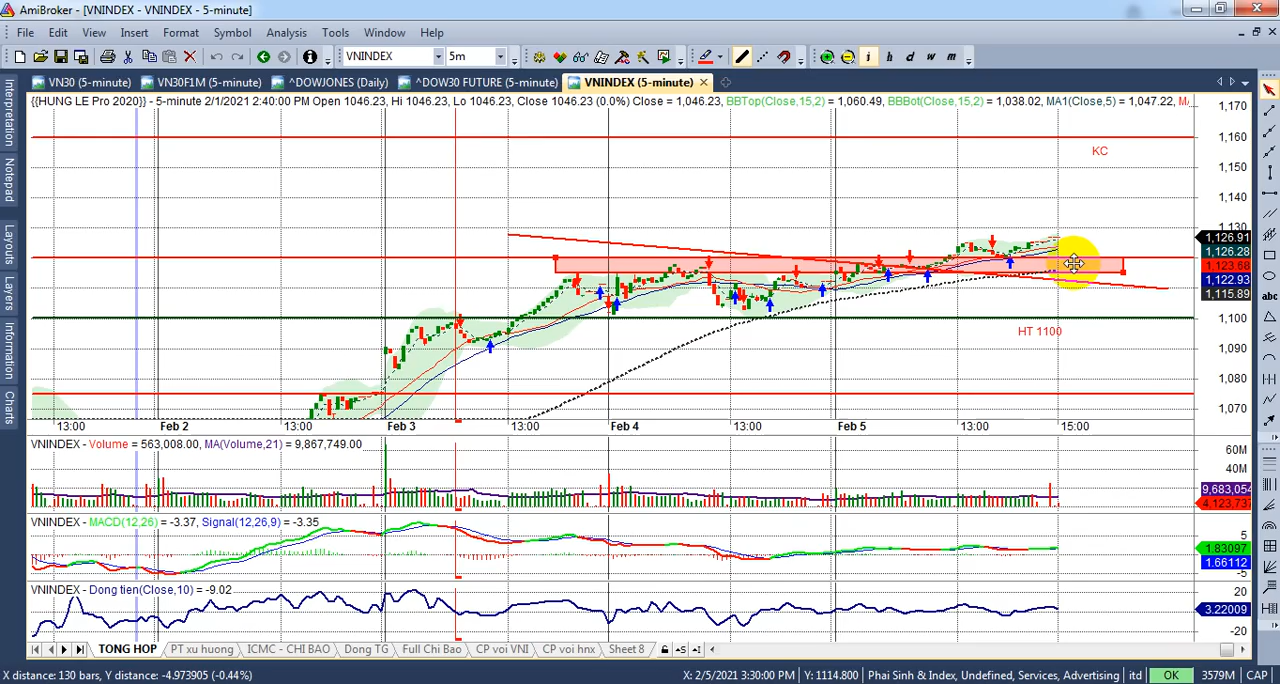 AmiBroker - [VNINDEX - VNINDEX - 5-minute]
File Edit View Insert Format Symbol Analysis Tools Window Help
VNINDEX 5m i h d w m
VN30 (5-minute) VN30F1M (5-minute) ^DOWJONES (Daily) ^DOW30 FUTURE (5-minute) VNINDEX (5-minute)
{{HUNG LE Pro 2020}} - 5-minute 2/1/2021 2:40:00 PM Open 1046.23, Hi 1046.23, Lo 1046.23, Close 1046.23 (0.0%) Close = 1,046.23, BBTop(Close,15,2) = 1,060.49, BBBot(Close,15,2) = 1,038.02, MA1(Close,5) = 1,047.22,
Interpretation
Notepad
Layouts
Layers
Information
Charts
1,170
1,160
KC
1,150
1,140
1,130
1,126.91
1,126.28
1,123.68
1,122.93
1,115.89
1,100
HT 1100
1,090
1,080
1,070
13:00 Feb 2 13:00 Feb 3 13:00 Feb 4 13:00 Feb 5 13:00 15:00
VNINDEX - Volume = 563,008.00, MA(Volume,21) = 9,867,749.00
60M
40M
9,683,054
4,123,737
VNINDEX - MACD(12,26) = -3.37, Signal(12,26,9) = -3.35
5
1.83097
1.66112
-5
VNINDEX - Dong tien(Close,10) = -9.02
20
3.22009
-20
abc
TONG HOP PT xu huong ICMC - CHI BAO Dong TG Full Chi Bao CP voi VNI CP voi hnx Sheet 8
X distance: 130 bars, Y distance: -4.973905 (-0.44%) X: 2/5/2021 3:30:00 PM Y: 1114.800 Phai Sinh & Index, Undefined, Services, Advertising itd OK 3579M CAP